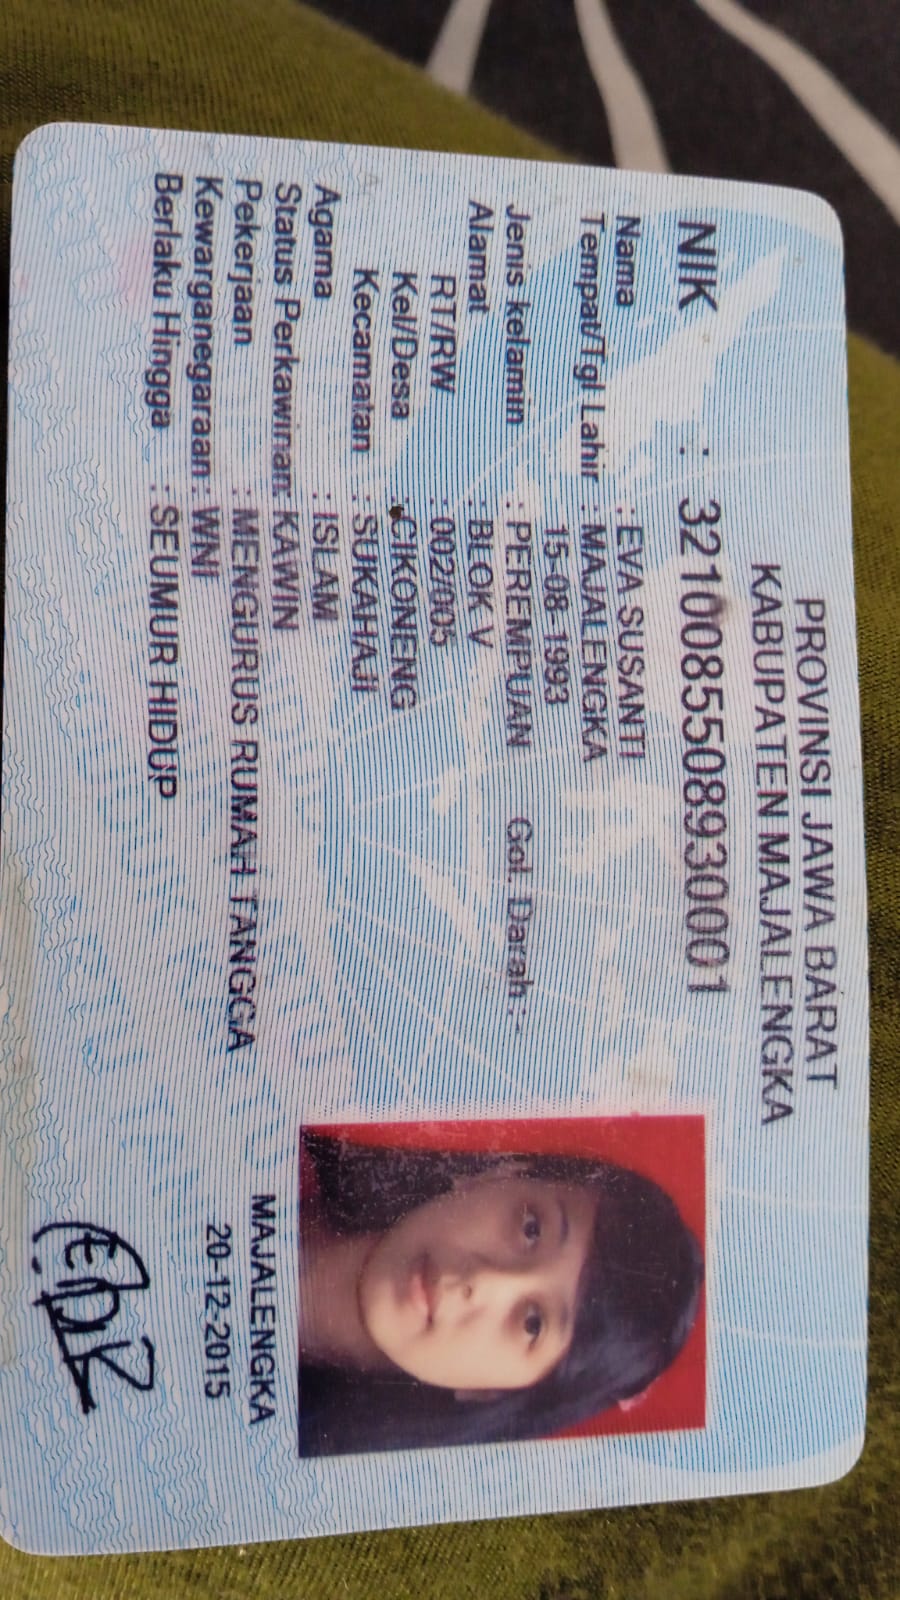 PROVINSI JAWA BARAT
KABUPATEN MAJALENGKA
NIK : 3210085508930001
Nama : EVA SUSANTI
Tempat/Tgl Lahir : MAJALENGKA
15-08-1993
Jenis kelamin : PEREMPUAN Gol. Darah : -
Alamat : BLOK V
RT/RW : 002/005
Kel/Desa : CIKONENG
Kecamatan : SUKAHAJI
Agama : ISLAM
Status Perkawinan: KAWIN
Pekerjaan : MENGURUS RUMAH TANGGA
Kewarganegaraan : WNI
Berlaku Hingga : SEUMUR HIDUP
MAJALENGKA
20-12-2015